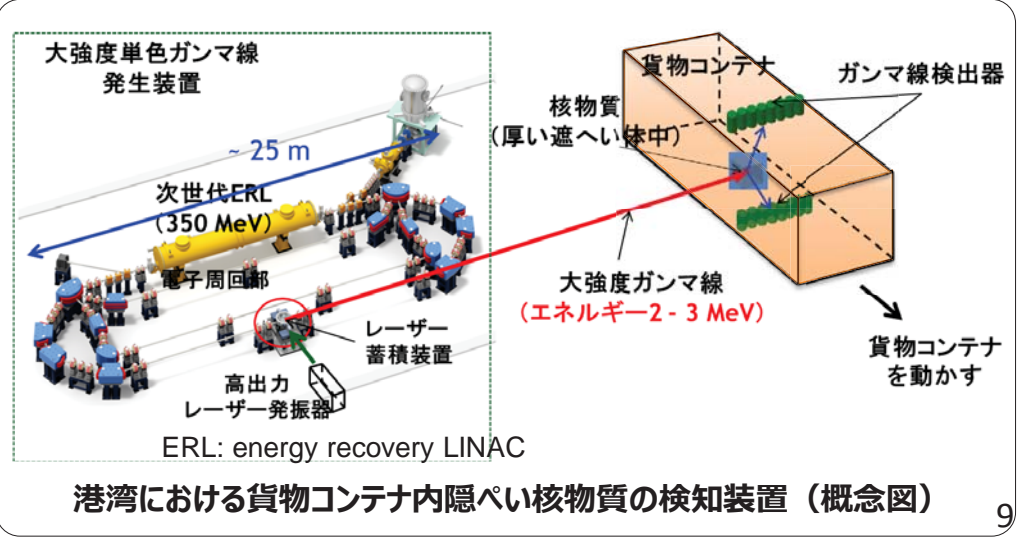 大強度単色ガンマ線
発生装置
~ 25 m
次世代ERL
(350 MeV)
電子周回部
レーザー
蓄積装置
高出力
レーザー発振器
ERL: energy recovery LINAC
貨物コンテナ
ガンマ線検出器
核物質
(厚い遮へい体中)
大強度ガンマ線
(エネルギー2 - 3 MeV)
貨物コンテナ
を動かす
港湾における貨物コンテナ内隠ぺい核物質の検知装置(概念図)
9